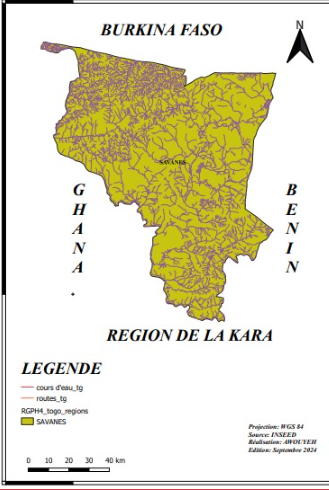 BURKINA FASO
N
SAVANES
GHANA
BENIN
REGION DE LA KARA
LEGENDE
cours d'eau_tg
routes_tg
RGPH4_togo_regions
SAVANES
0 10 20 30 40 km
Projection: WGS 84
Source: INSEED
Réalisation: AWOUYEH
Edition: Septembre 2024